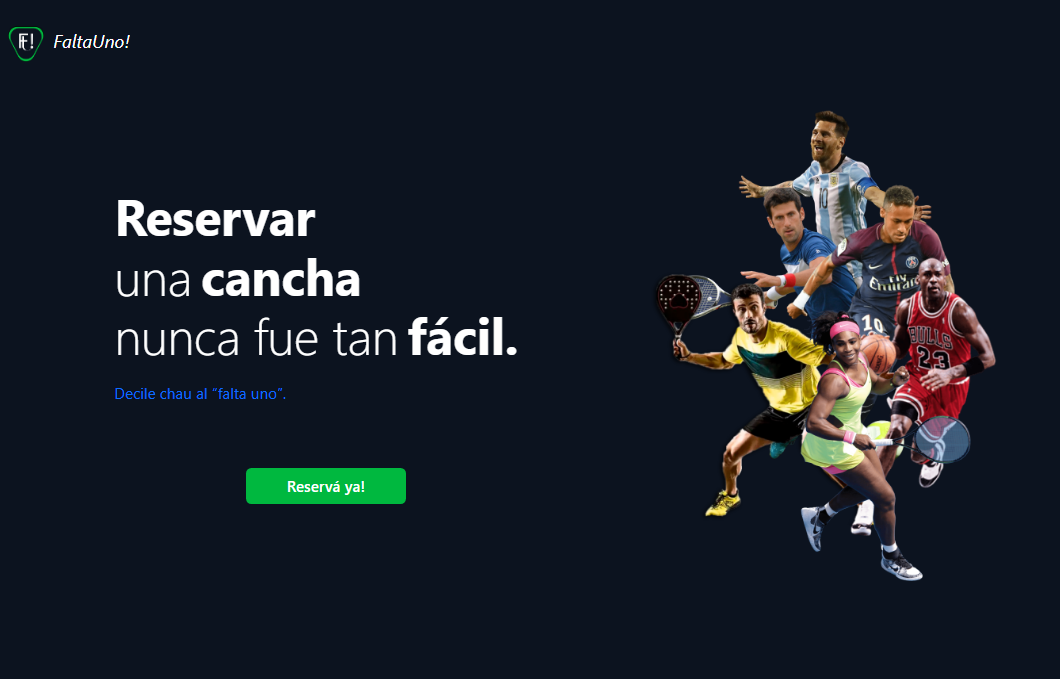 F!
FaltaUno!
Reservar
una cancha
nunca fue tan fácil.
Decile chau al “falta uno”.
Reservá ya!
10
Emirates
10
BULLS
23